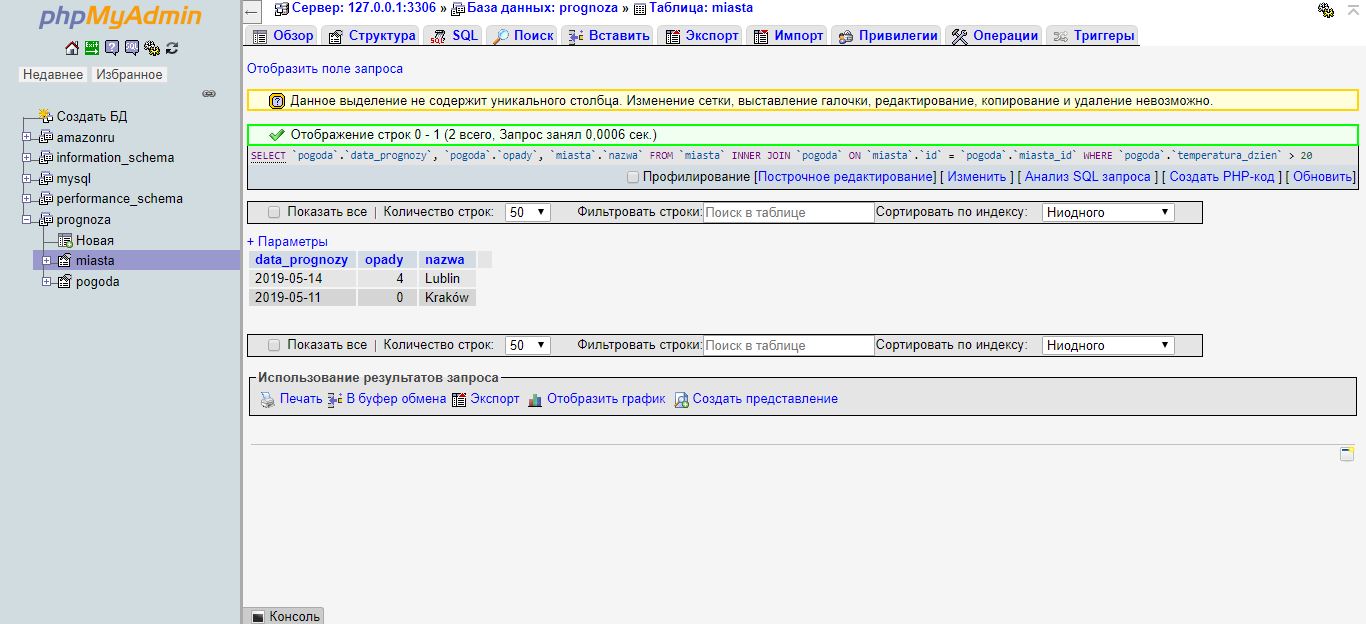 phpMyAdmin
Недавнее Избранное
Создать БД
amazonru
information_schema
mysql
performance_schema
prognoza
Новая
miasta
pogoda
Сервер: 127.0.0.1:3306 » База данных: prognoza » Таблица: miasta
Обзор Структура SQL Поиск Вставить Экспорт Импорт Привилегии Операции Триггеры
Отобразить поле запроса
Данное выделение не содержит уникального столбца. Изменение сетки, выставление галочки, редактирование, копирование и удаление невозможно.
Отображение строк 0 - 1 (2 всего, Запрос занял 0,0006 сек.)
SELECT `pogoda`.`data_prognozy`, `pogoda`.`opady`, `miasta`.`nazwa` FROM `miasta` INNER JOIN `pogoda` ON `miasta`.`id` = `pogoda`.`miasta_id` WHERE `pogoda`.`temperatura_dzien` > 20
Профилирование [Построчное редактирование] [ Изменить ] [ Анализ SQL запроса ] [ Создать PHP-код ] [ Обновить]
Показать все | Количество строк: 50 Фильтровать строки: Поиск в таблице Сортировать по индексу: Ниодного
+ Параметры
data_prognozy opady nazwa
2019-05-14 4 Lublin
2019-05-11 0 Kraków
Показать все | Количество строк: 50 Фильтровать строки: Поиск в таблице Сортировать по индексу: Ниодного
Использование результатов запроса
Печать В буфер обмена Экспорт Отобразить график Создать представление
Консоль